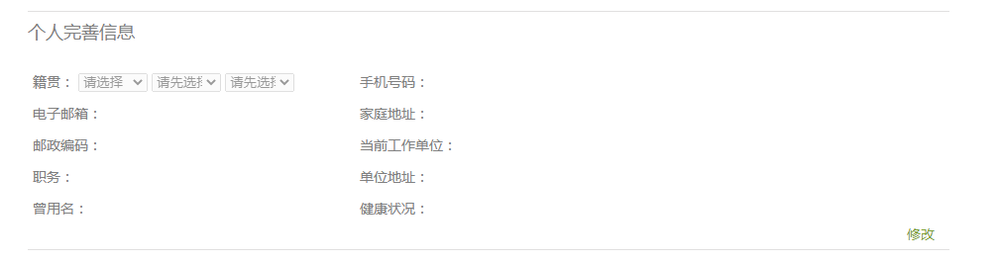 个人完善信息
籍贯： 请选择 请先选择 请先选择 手机号码：
电子邮箱： 家庭地址：
邮政编码： 当前工作单位：
职务： 单位地址：
曾用名： 健康状况：
修改